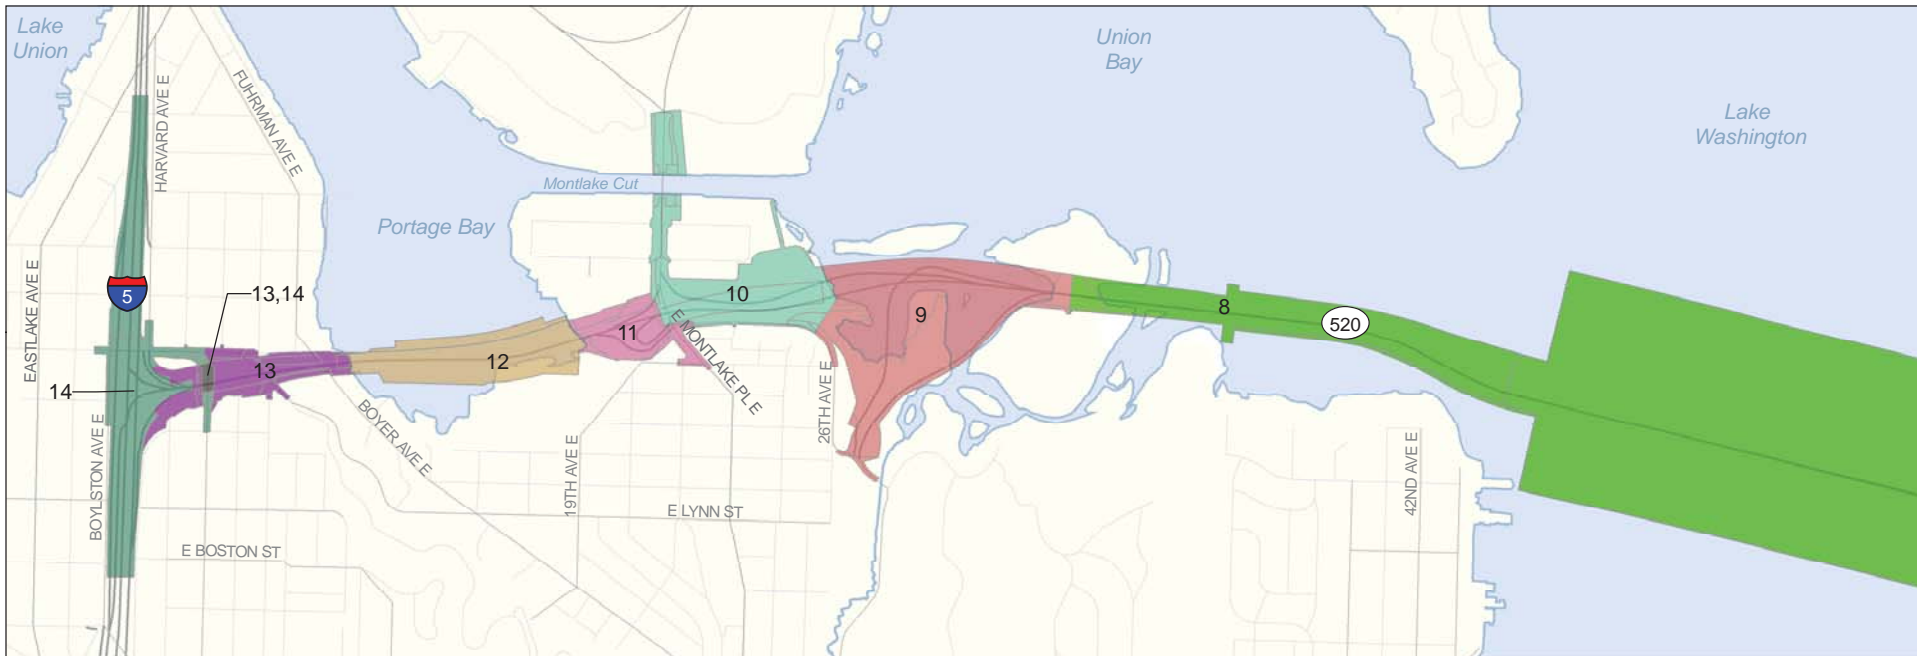 Lake
Union
Union
Bay
Lake
Washington
HARVARD AVE E
FUHRMAN AVE E
Montlake Cut
Portage Bay
EASTLAKE AVE E
5
13,14
10
9
8
520
11
E MONTLAKE PL E
12
13
14
BOYLSTON AVE E
BOYER AVE E
19TH AVE E
26TH AVE E
42ND AVE E
E LYNN ST
E BOSTON ST